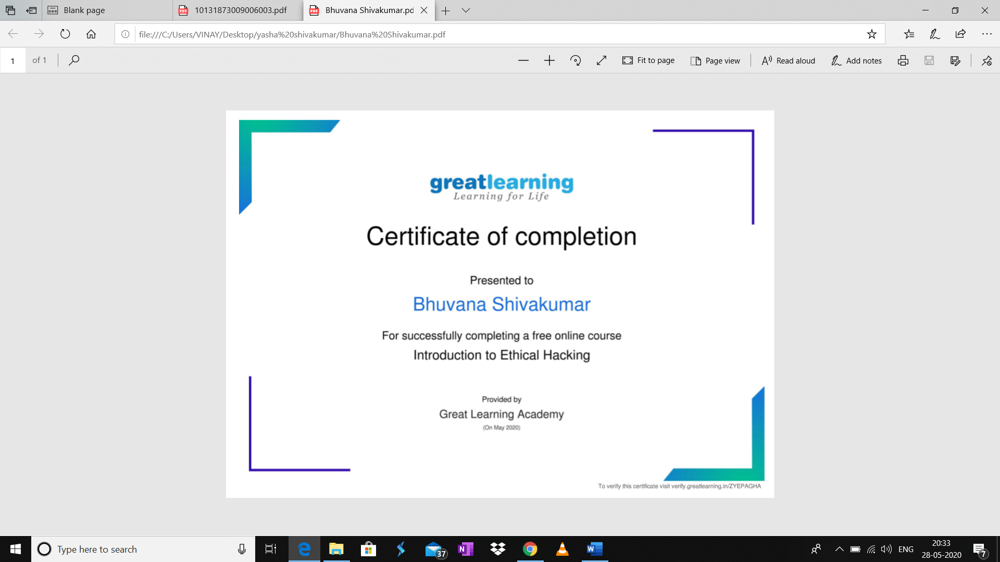 Blank page
10131873009006003.pdf
Bhuvana Shivakumar.pd
file:///C:/Users/VINAY/Desktop/yasha%20shivakumar/Bhuvana%20Shivakumar.pdf
1 of 1
Fit to page
Page view
Read aloud
Add notes
greatlearning
Learning for Life
Certificate of completion
Presented to
Bhuvana Shivakumar
For successfully completing a free online course
Introduction to Ethical Hacking
Provided by
Great Learning Academy
(On May 2020)
To verify this certificate visit verify.greatlearning.in/ZYEPAGHA
Type here to search
37
ENG
20:33
28-05-2020
7